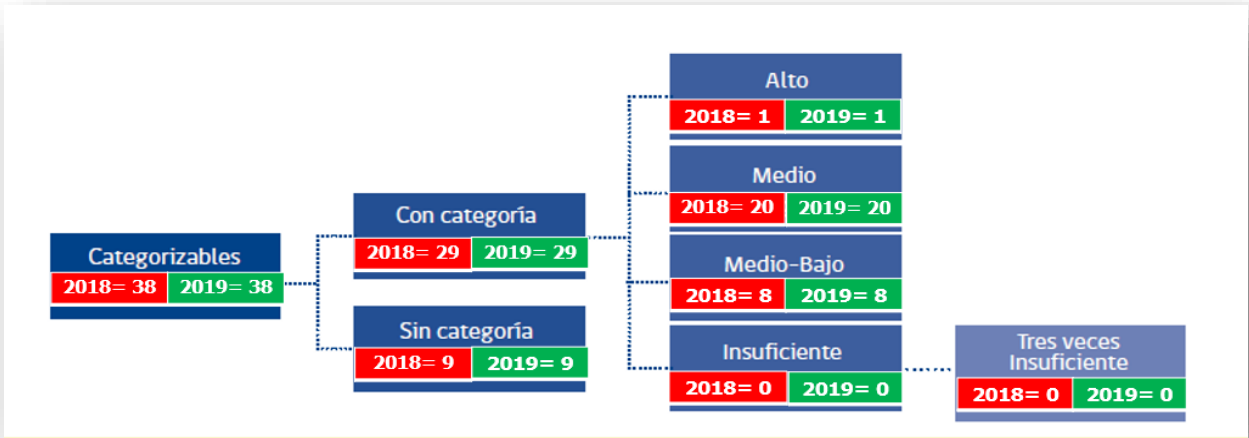 Categorizables
2018= 38 2019= 38
Con categoría
2018= 29 2019= 29
Sin categoría
2018= 9 2019= 9
Alto
2018= 1 2019= 1
Medio
2018= 20 2019= 20
Medio-Bajo
2018= 8 2019= 8
Insuficiente
2018= 0 2019= 0
Tres veces
Insuficiente
2018= 0 2019= 0